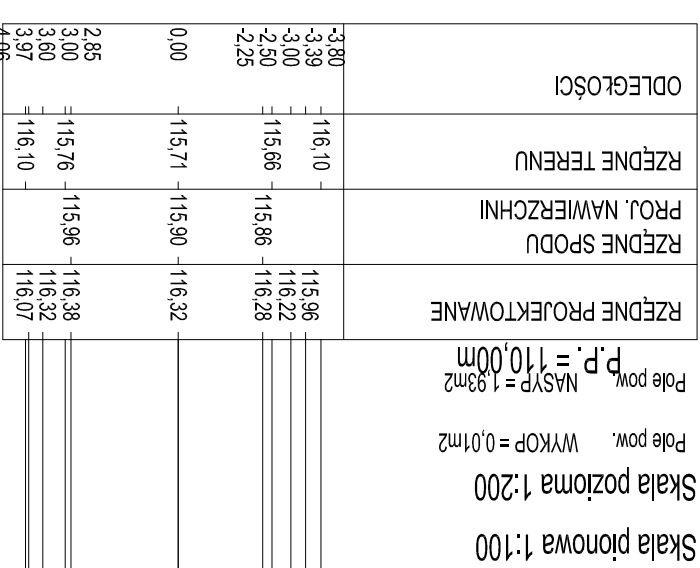 Skala pionowa 1:100
Skala pozioma 1:200
Pole pow. WYKOP = 0,01m2
Pole pow. NASYP = 1,93m2
P.P. = 110,00m
RZĘDNE PROJEKTOWANE 115,96 116,22 116,28 116,32 116,38 116,32 116,07
RZĘDNE SPODU
PROJ. NAWIERZCHNI 115,86 115,90 115,96
RZĘDNE TERENU 116,10 115,66 115,71 115,76 116,10
ODLEGŁOŚCI -3,80 -3,39 -3,00 -2,50 -2,25 0,00 2,85 3,00 3,60 3,97